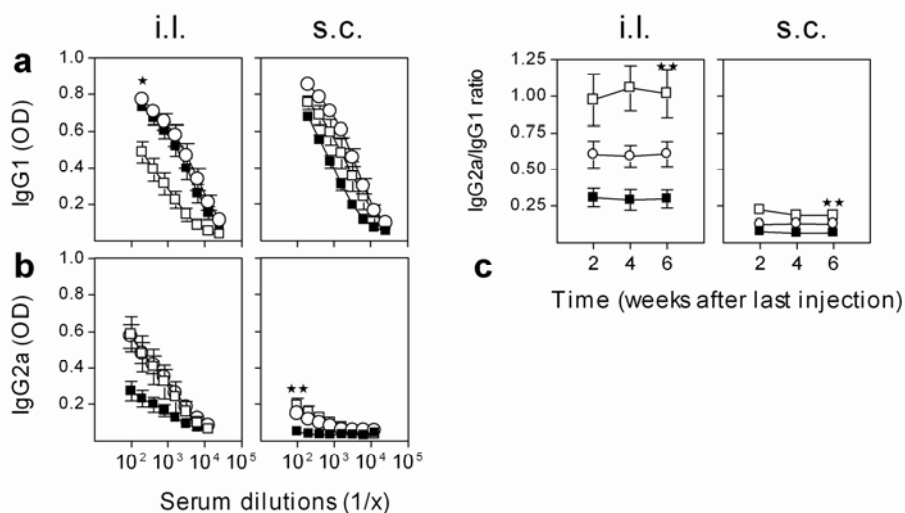 i.l. s.c.
a
IgG1 (OD)
1.0
0.8
0.6
0.4
0.2
★
b
IgG2a (OD)
1.0
0.8
0.6
0.4
0.2
★★
10² 10³ 10⁴ 10⁵ 10² 10³ 10⁴ 10⁵
Serum dilutions (1/x)
i.l. s.c.
c
IgG2a/IgG1 ratio
1.25
1.00
0.75
0.50
0.25
★★
★★
2 4 6 2 4 6
Time (weeks after last injection)